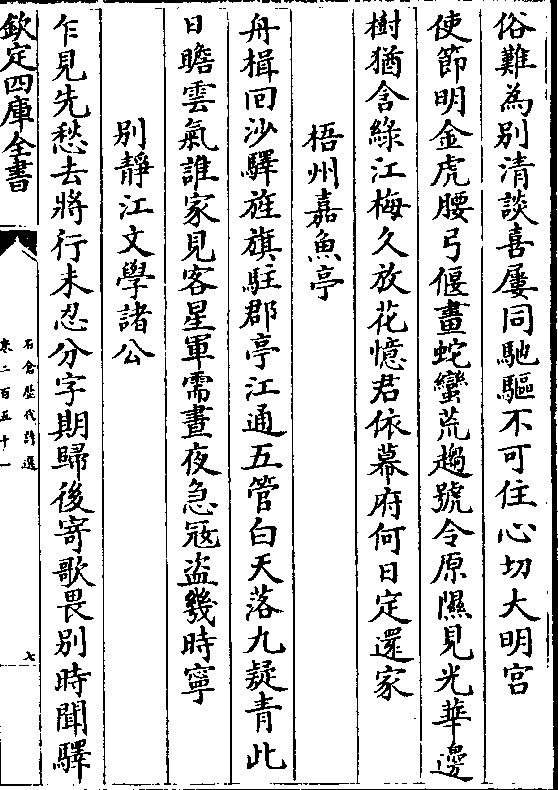 俗難為別清談喜屢同馳驅不可住心切大明宫
使節明金虎腰弓偃畫蛇蠻荒趨號令原隰見光華邊
樹猶含綠江梅久放花憶君依幕府何日定還家
梧州嘉魚亭
舟楫回沙驛旌旗駐郡亭江通五管白天落九疑青此
日瞻雲氣誰家見客星軍需晝夜急冦盗幾時寧
別靜江文學諸公
乍見先愁去將行未忍分字期歸後寄歌畏別時聞驛
欽定四庫全書
石倉歷代詩選
卷二百五十一
七